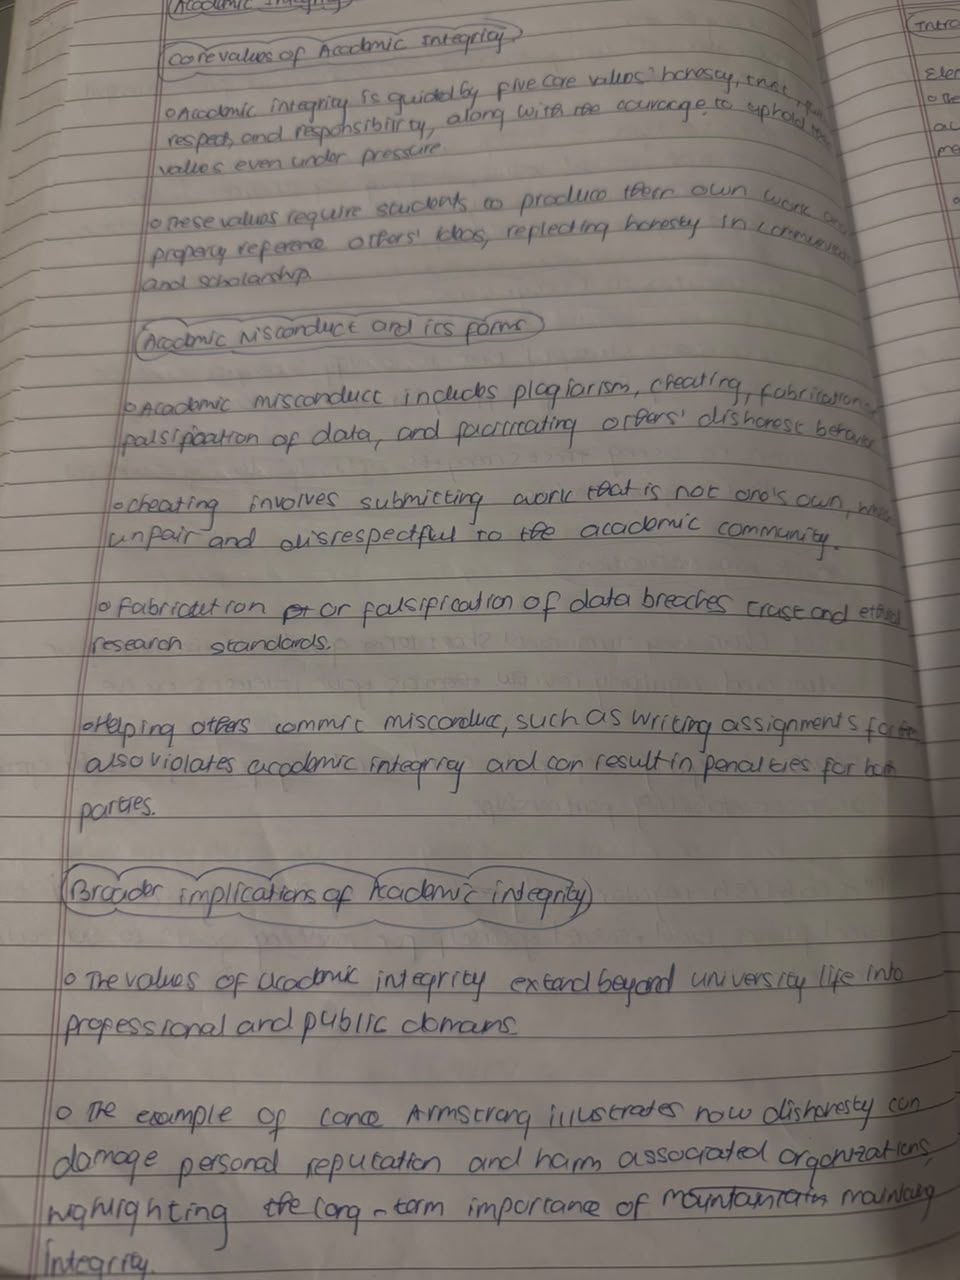 Academic Integrity
Core values of Academic Integrity
o Academic integrity is guided by five core values: honesty, trust,
respect, and responsibility, along with the courage to uphold
values even under pressure
o These values require students to produce their own work
properly reference others' ideas, reflecting honesty in
and scholarship
Academic Misconduct and its forms
o Academic misconduct includes plagiarism, cheating, fabrication
falsification of data, and facilitating others' dishonest
o cheating involves submitting work that is not one's own,
unfair and disrespectful to the academic community.
o Fabrication or falsification of data breaches trust and ethical
research standards.
o Helping others commit misconduct, such as writing assignments
also violates academic integrity and can result in penalties for both
parties.
Broader implications of Academic integrity
o The values of academic integrity extend beyond university life into
professional and public domains.
o The example of Lance Armstrong illustrates how dishonesty can
damage personal reputation and harm associated organizations,
highlighting the long-term importance of maintaining
Integrity.
Intro
Elem
o
ac
me